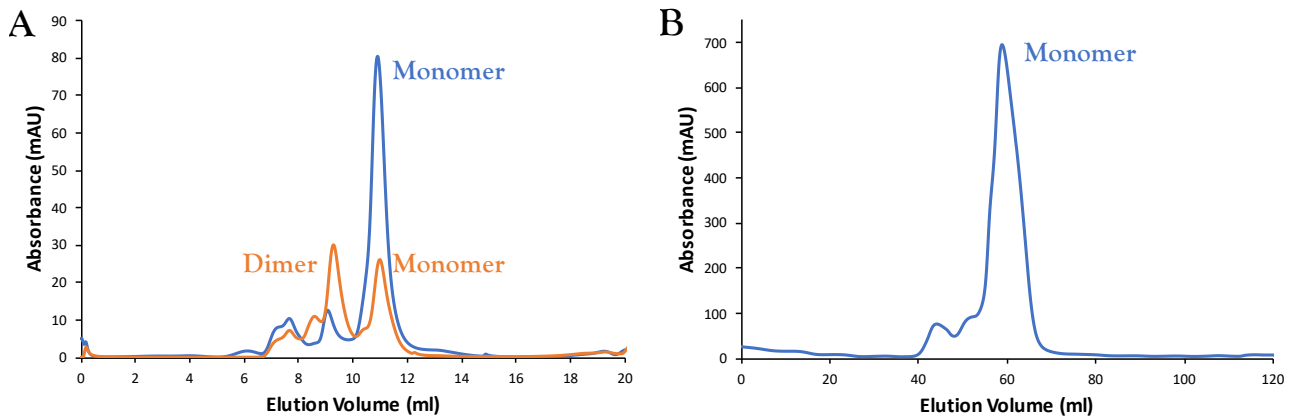 A
90
80
70
60
50
40
30
20
10
0
Absorbance (mAU)
Monomer
Dimer
Monomer
0 2 4 6 8 10 12 14 16 18 20
Elution Volume (ml)
B
700
600
500
400
300
200
100
0
Absorbance (mAU)
Monomer
0 20 40 60 80 100 120
Elution Volume (ml)